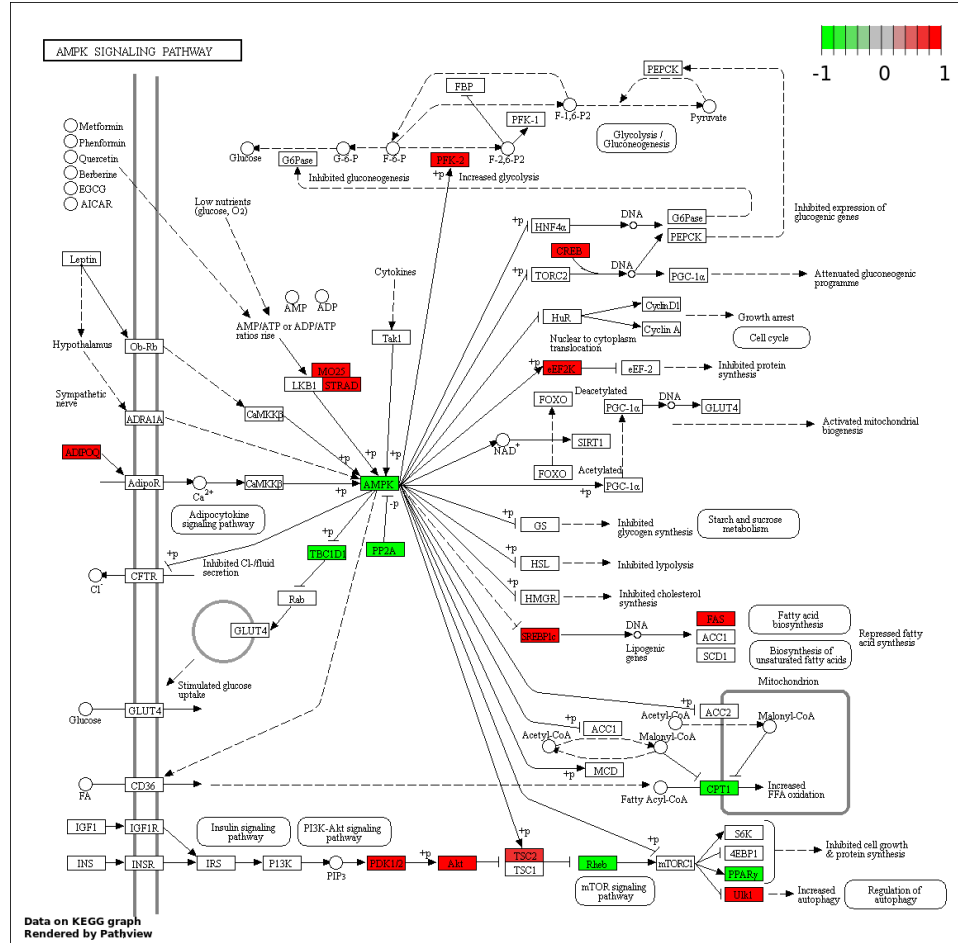 AMPK SIGNALING PATHWAY
-1 0 1
Metformin
Phenformin
Quercetin
Berberine
EGCG
AICAR
Low nutrients
(glucose, O2)
Leptin
Hypothalamus
Sympathetic
nerve
AMP
ADP
AMP/ATP or ADP/ATP
ratios rise
Cytokines
Tak1
MO25
LKB1
STRAD
Ob-Rb
CaMKKβ
ADRA1A
ADIPOQ
AdipoR
Ca2+
CaMKKβ
+p
+p
+p
+p
+p
AMPK
-p
Adipocytokine
signaling pathway
PEPCK
FBP
F-1,6-P2
Pyruvate
PFK-1
Glycolysis /
Gluconeogenesis
Glucose
G6Pase
G-6-P
F-6-P
PFK-2
F-2,6-P2
Inhibited gluconeogenesis
+p
Increased glycolysis
+p
HNF4α
DNA
G6Pase
PEPCK
Inhibited expression of
glucogenic genes
CREB
+p
TORC2
DNA
PGC-1α
Attenuated gluconeogenic
programme
HuR
CyclinD1
Cyclin A
Growth arrest
Cell cycle
Nuclear to cytoplasm
translocation
+p
eEF2K
eEF-2
Inhibited protein
synthesis
Deacetylated
FOXO
PGC-1α
DNA
GLUT4
Activated mitochondrial
biogenesis
NAD+
SIRT1
FOXO
Acetylated
PGC-1α
+p
+p
GS
Inhibited
glycogen synthesis
Starch and sucrose
metabolism
+p
HSL
Inhibited lypolysis
+p
HMGR
Inhibited cholesterol
synthesis
+p
SREBP1c
DNA
Lipogenic
genes
FAS
ACC1
SCD1
Fatty acid
biosynthesis
Biosynthesis of
unsaturated fatty acids
Repressed fatty
acid synthesis
+p
TBC1D1
PP2A
+p
CFTR
Cl-
Inhibited Cl-/fluid
secretion
Rab
GLUT4
Stimulated glucose
uptake
Glucose
GLUT4
FA
CD36
Mitochondrion
+p
ACC2
Acetyl-CoA
Malonyl-CoA
+p
ACC1
Acetyl-CoA
Malonyl-CoA
MCD
+p
Fatty Acyl-CoA
CPT1
Increased
FFA oxidation
IGF1
IGF1R
INS
INSR
Insulin signaling
pathway
PI3K-Akt signaling
pathway
IRS
P13K
PIP3
PDK1/2
+p
Akt
+p
TSC2
TSC1
Rheb
+p
mTORC1
mTOR signaling
pathway
S6K
4EBP1
PPARγ
Ulk1
Inhibited cell growth
& protein synthesis
Increased
autophagy
Regulation of
autophagy
Data on KEGG graph
Rendered by Pathview